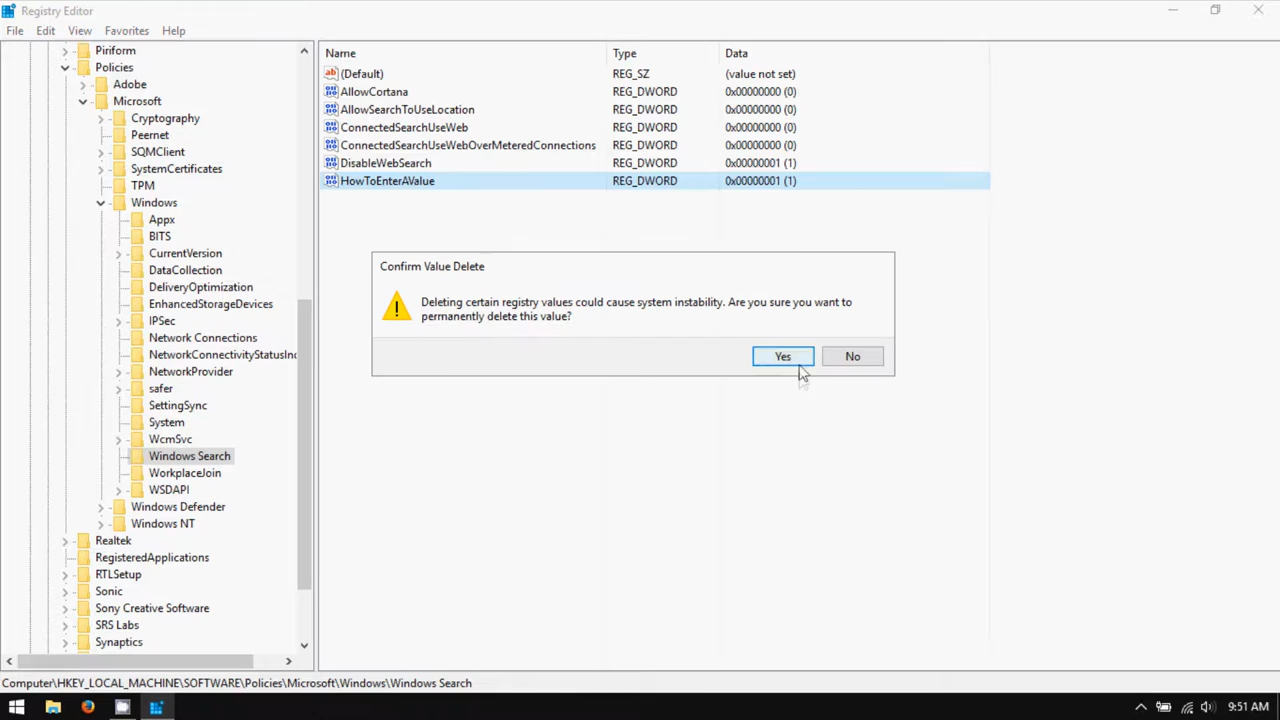 Registry Editor
File Edit View Favorites Help
Piriform
Policies
Adobe
Microsoft
Cryptography
Peernet
SQMClient
SystemCertificates
TPM
Windows
Appx
BITS
CurrentVersion
DataCollection
DeliveryOptimization
EnhancedStorageDevices
IPSec
Network Connections
NetworkConnectivityStatusInd
NetworkProvider
safer
SettingSync
System
WcmSvc
Windows Search
WorkplaceJoin
WSDAPI
Windows Defender
Windows NT
Realtek
RegisteredApplications
RTLSetup
Sonic
Sony Creative Software
SRS Labs
Synaptics
Name Type Data
(Default) REG_SZ (value not set)
AllowCortana REG_DWORD 0x00000000 (0)
AllowSearchToUseLocation REG_DWORD 0x00000000 (0)
ConnectedSearchUseWeb REG_DWORD 0x00000000 (0)
ConnectedSearchUseWebOverMeteredConnections REG_DWORD 0x00000000 (0)
DisableWebSearch REG_DWORD 0x00000001 (1)
HowToEnterAValue REG_DWORD 0x00000001 (1)
Confirm Value Delete
Deleting certain registry values could cause system instability. Are you sure you want to
permanently delete this value?
Yes No
Computer\HKEY_LOCAL_MACHINE\SOFTWARE\Policies\Microsoft\Windows\Windows Search
9:51 AM